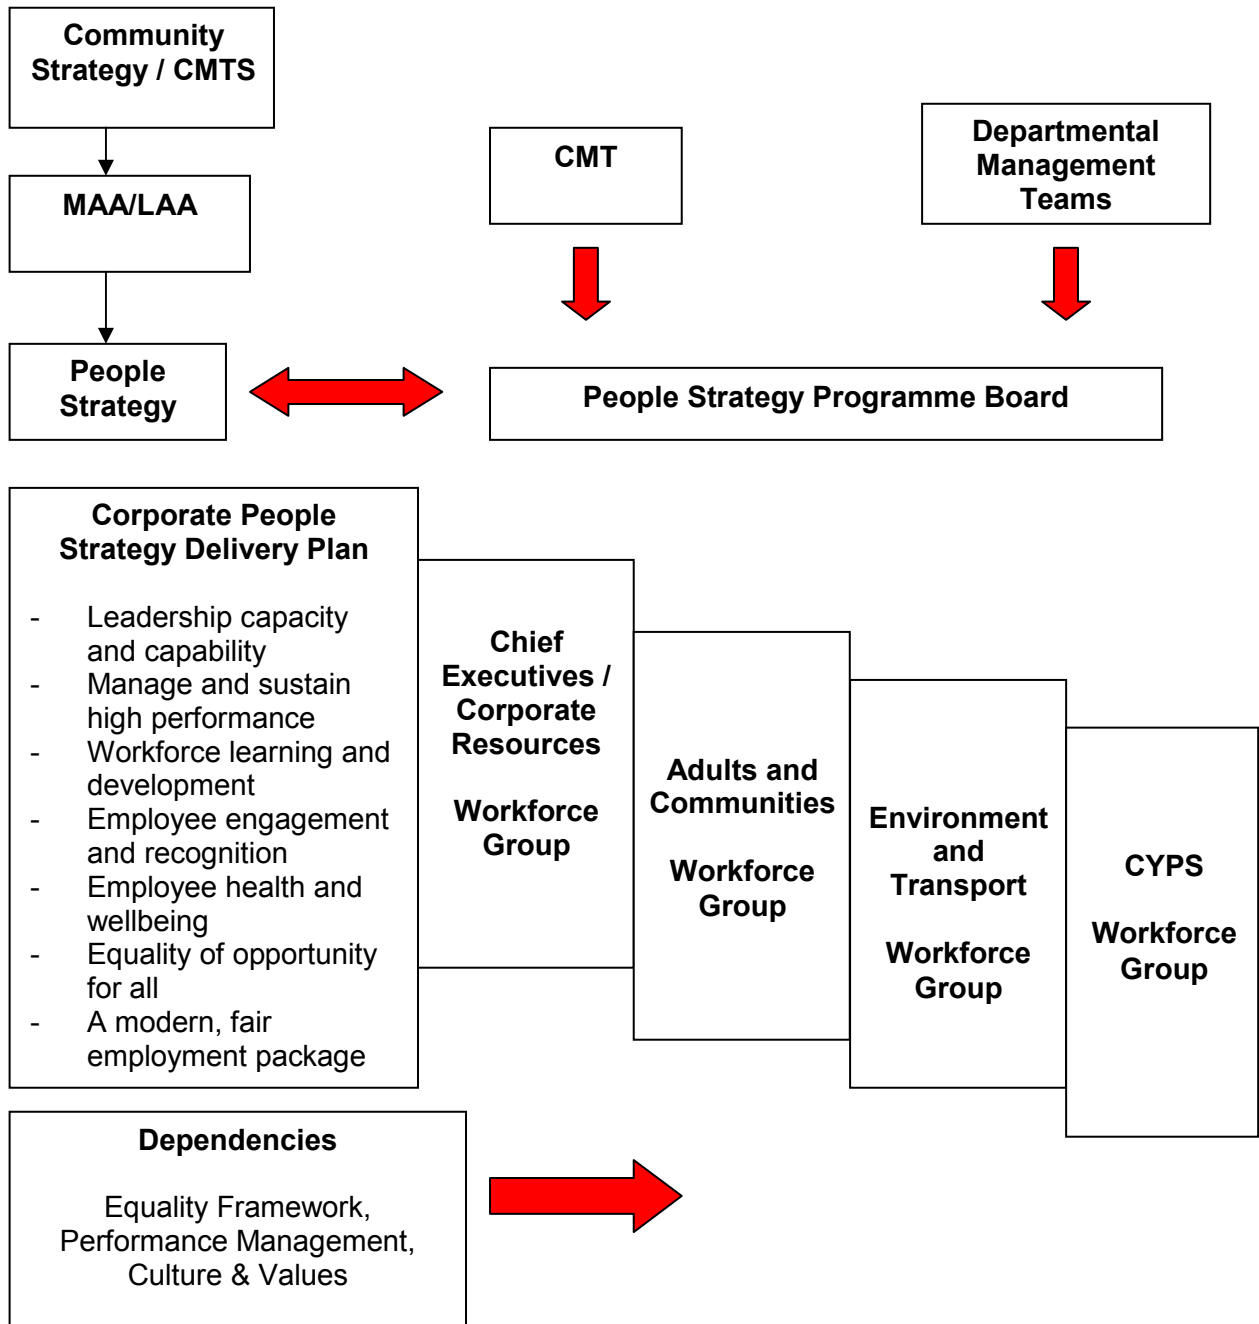 Community
Strategy / CMTS
MAA/LAA
CMT
Departmental
Management
Teams
People
Strategy
People Strategy Programme Board
Corporate People
Strategy Delivery Plan
- Leadership capacity
and capability
- Manage and sustain
high performance
- Workforce learning and
development
- Employee engagement
and recognition
- Employee health and
wellbeing
- Equality of opportunity
for all
- A modern, fair
employment package
Chief
Executives /
Corporate
Resources
Workforce
Group
Adults and
Communities
Workforce
Group
Environment
and
Transport
Workforce
Group
CYPS
Workforce
Group
Dependencies
Equality Framework,
Performance Management,
Culture & Values